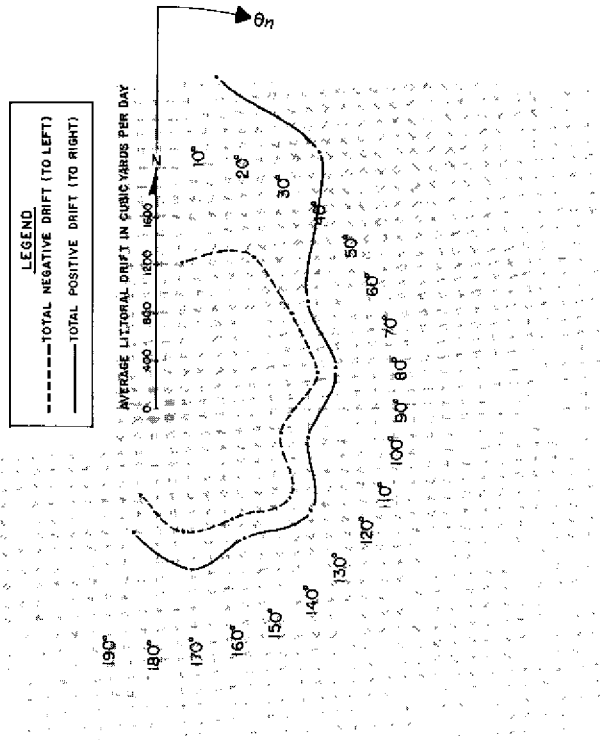 LEGEND
TOTAL NEGATIVE DRIFT (TO LEFT)
TOTAL POSITIVE DRIFT (TO RIGHT)
AVERAGE LITTORAL DRIFT IN CUBIC YARDS PER DAY
0 400 800 1200 1600
N
θn
10°
20°
30°
40°
50°
60°
70°
80°
90°
100°
110°
120°
130°
140°
150°
160°
170°
180°
190°